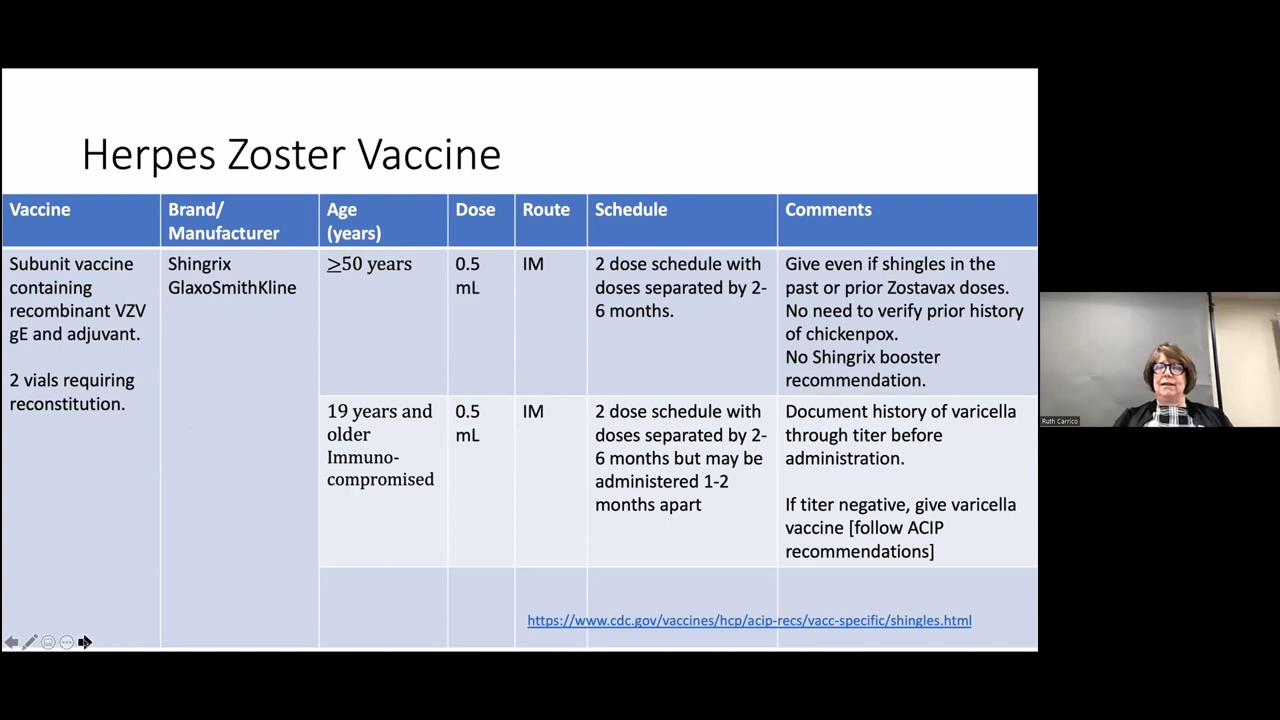 Herpes Zoster Vaccine
Vaccine
Brand/
Manufacturer
Age
(years)
Dose
Route
Schedule
Comments
Subunit vaccine
containing
recombinant VZV
gE and adjuvant.
2 vials requiring
reconstitution.
Shingrix
GlaxoSmithKline
≥50 years
0.5
mL
IM
2 dose schedule with
doses separated by 2-
6 months.
Give even if shingles in the
past or prior Zostavax doses.
No need to verify prior history
of chickenpox.
No Shingrix booster
recommendation.
19 years and
older
Immuno-
compromised
0.5
mL
IM
2 dose schedule with
doses separated by 2-
6 months but may be
administered 1-2
months apart
Document history of varicella
through titer before
administration.
If titer negative, give varicella
vaccine [follow ACIP
recommendations]
https://www.cdc.gov/vaccines/hcp/acip-recs/vacc-specific/shingles.html
Ruth Carrico